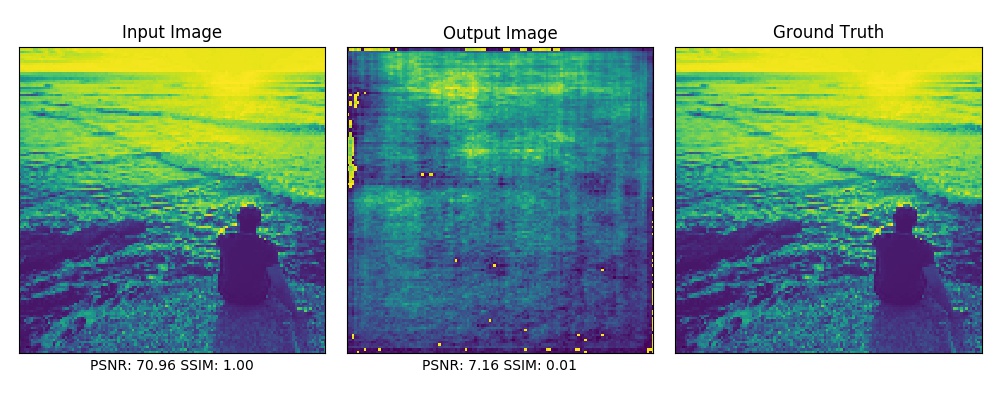 Input Image
Output Image
Ground Truth
PSNR: 70.96 SSIM: 1.00
PSNR: 7.16 SSIM: 0.01